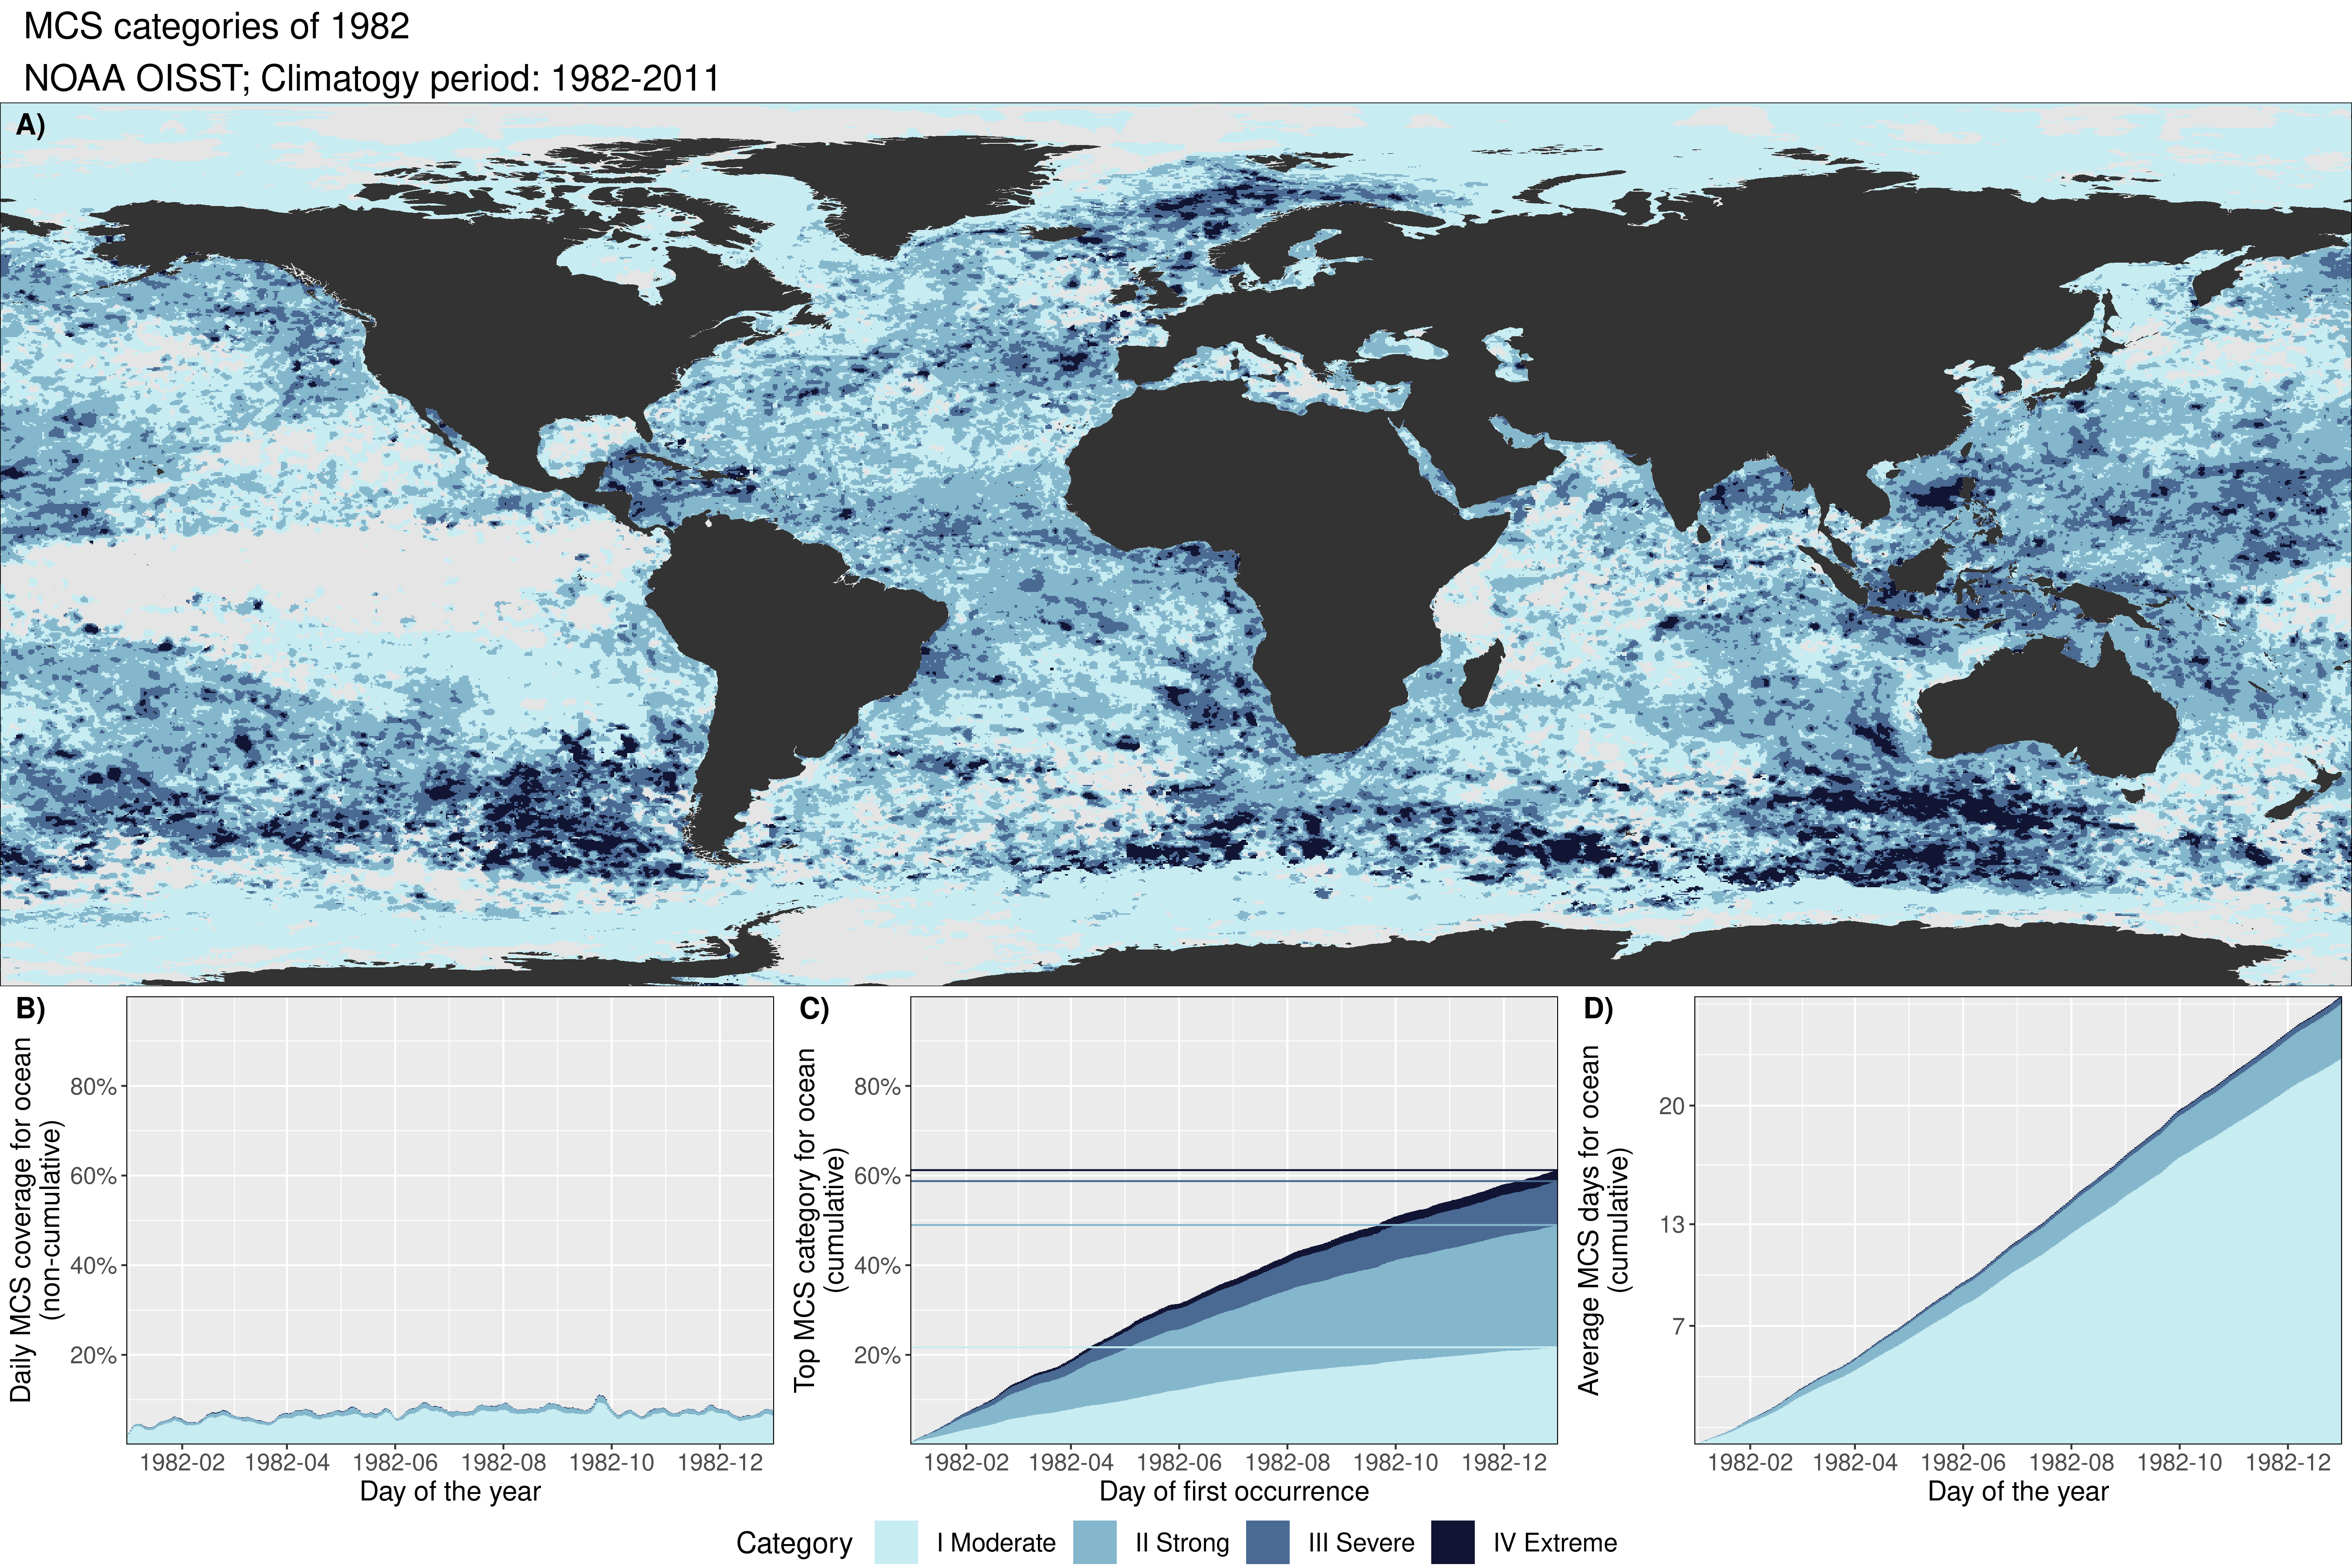 MCS categories of 1982
NOAA OISST; Climatogy period: 1982-2011
A)
B)
Daily MCS coverage for ocean
(non-cumulative)
80%
60%
40%
20%
1982-02 1982-04 1982-06 1982-08 1982-10 1982-12
Day of the year
C)
Top MCS category for ocean
(cumulative)
80%
60%
40%
20%
1982-02 1982-04 1982-06 1982-08 1982-10 1982-12
Day of first occurrence
D)
Average MCS days for ocean
(cumulative)
20
13
7
1982-02 1982-04 1982-06 1982-08 1982-10 1982-12
Day of the year
Category I Moderate II Strong III Severe IV Extreme